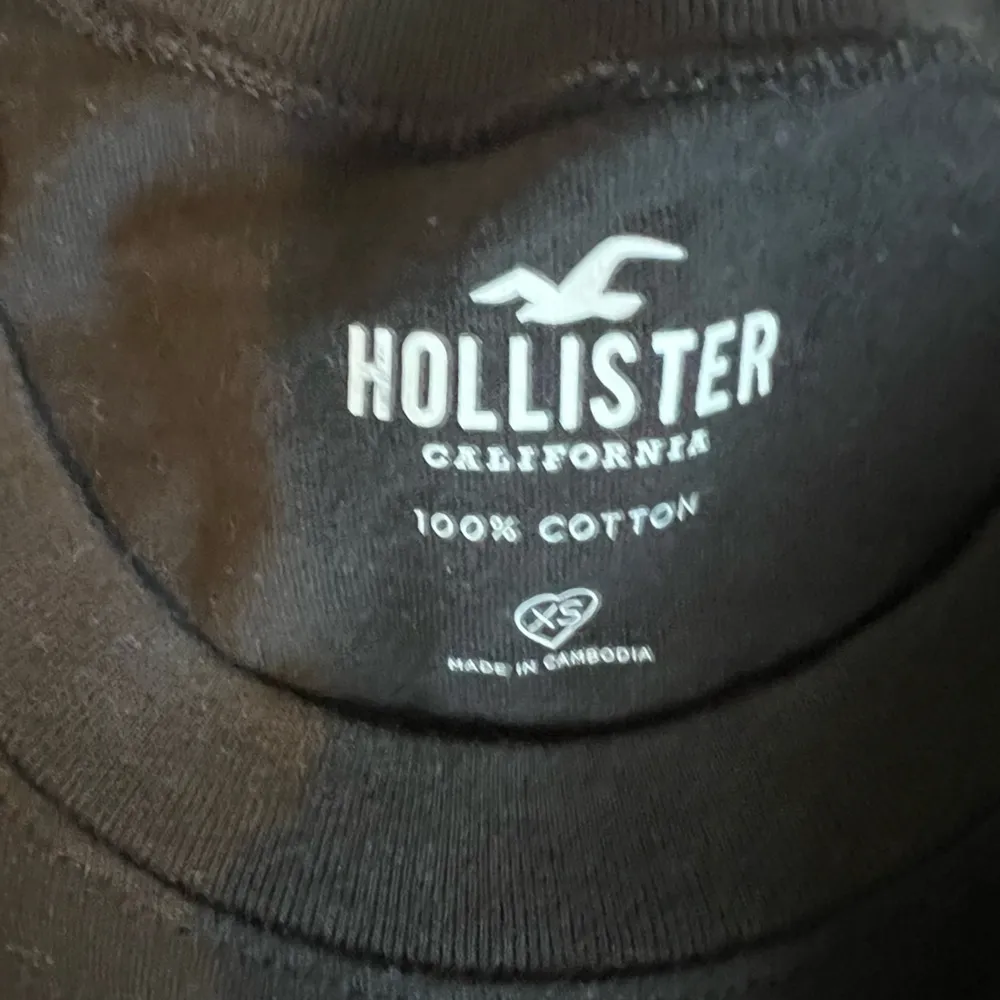 HOLLISTER
CALIFORNIA
100% COTTON
XS
MADE IN CAMBODIA